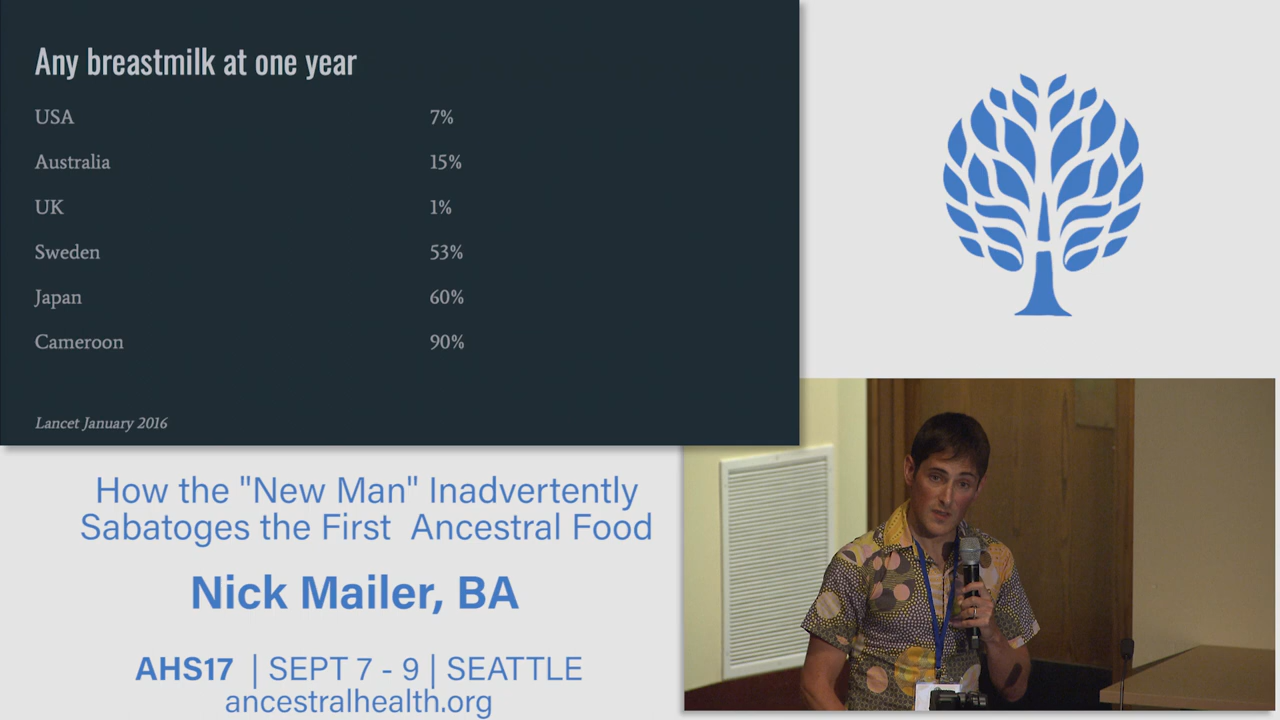 Any breastmilk at one year
USA 7%
Australia 15%
UK 1%
Sweden 53%
Japan 60%
Cameroon 90%
Lancet January 2016
How the "New Man" Inadvertently
Sabatoges the First Ancestral Food
Nick Mailer, BA
AHS17 | SEPT 7 - 9 | SEATTLE
ancestralhealth.org